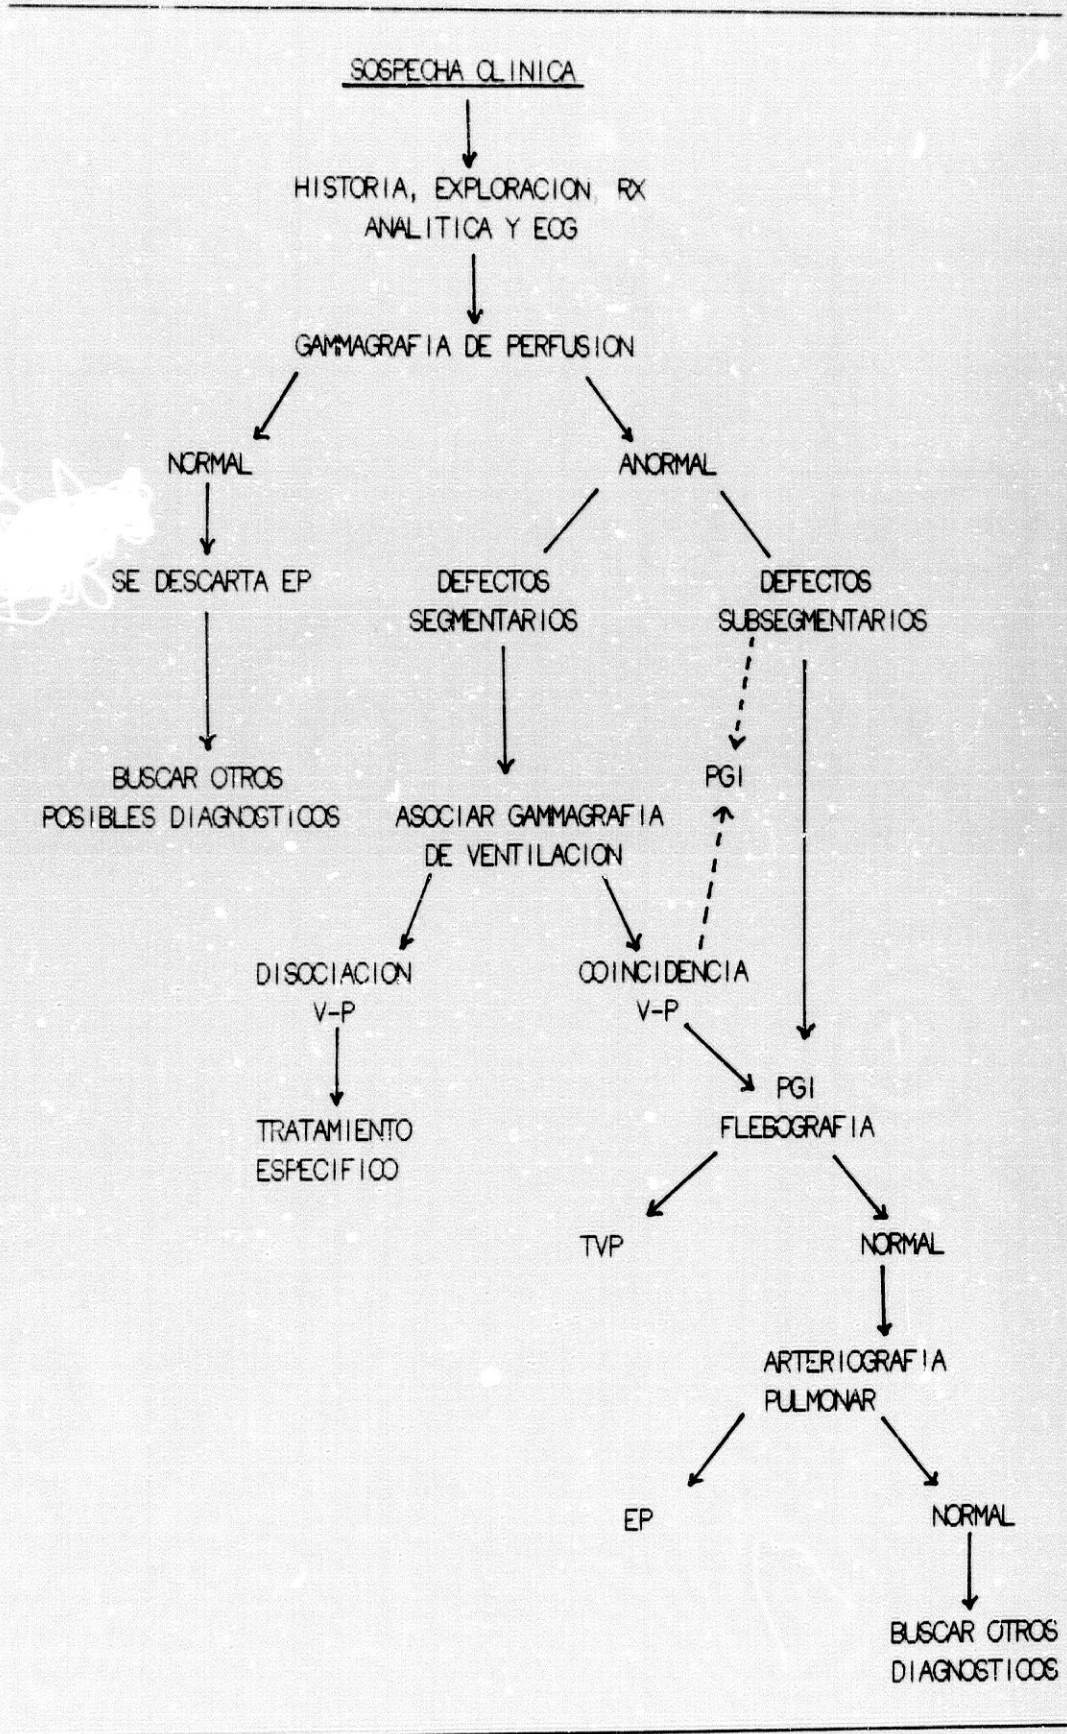 SOSPECHA CLINICA
HISTORIA, EXPLORACION, RX
ANALITICA Y ECG
GAMMAGRAFIA DE PERFUSION
NORMAL
ANORMAL
SE DESCARTA EP
DEFECTOS
SEGMENTARIOS
DEFECTOS
SUBSEGMENTARIOS
BUSCAR OTROS
POSIBLES DIAGNOSTICOS
PGI
ASOCIAR GAMMAGRAFIA
DE VENTILACION
DISOCIACION
V-P
COINCIDENCIA
V-P
TRATAMIENTO
ESPECIFICO
PGI
FLEBOGRAFIA
TVP
NORMAL
ARTERIOGRAFIA
PULMONAR
EP
NORMAL
BUSCAR OTROS
DIAGNOSTICOS